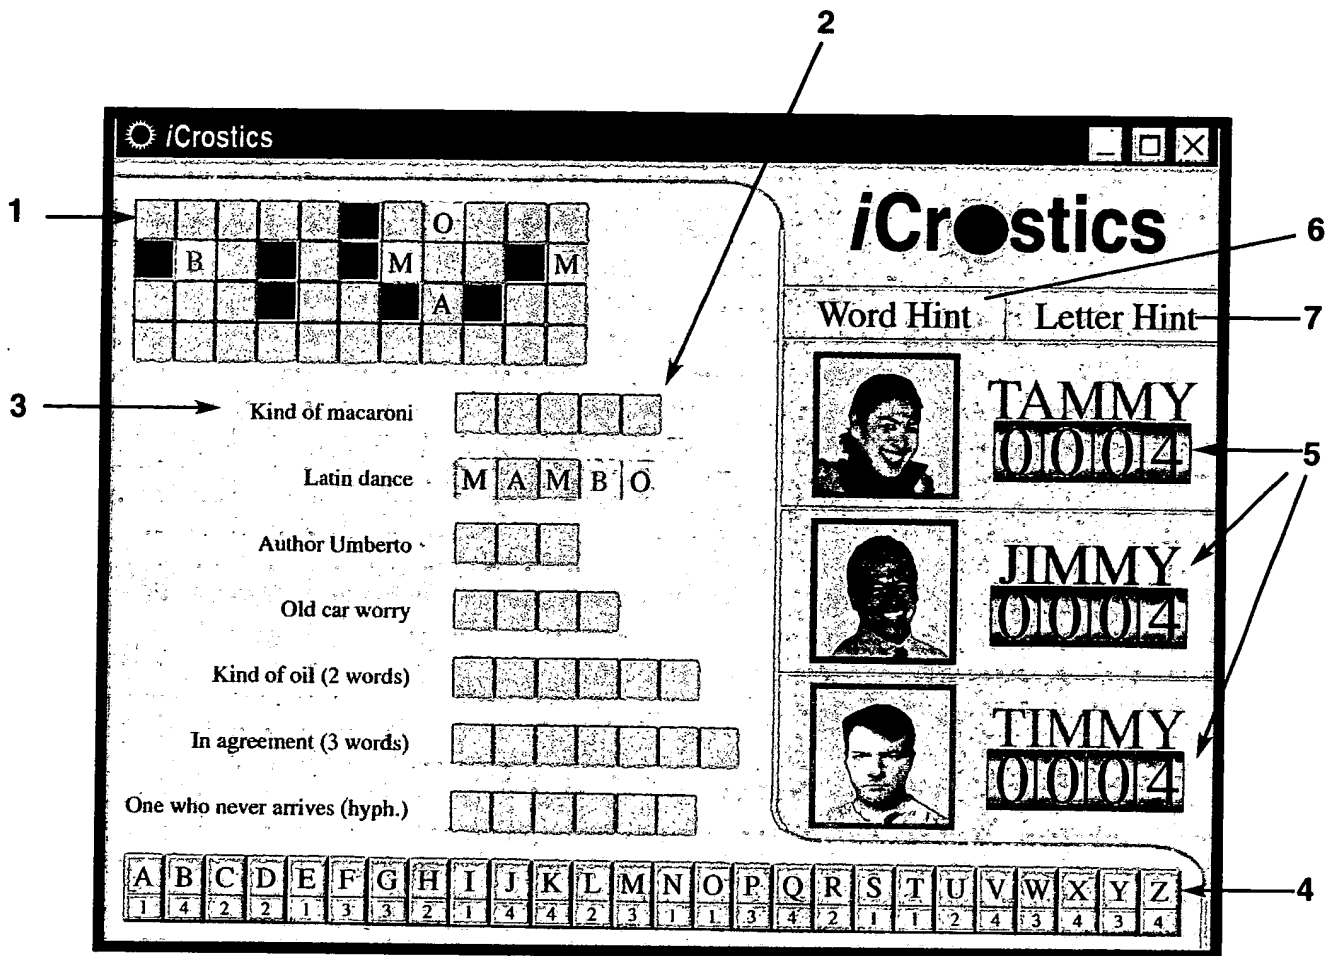 2
iCrostics
1
O
B M M
A
iCrostics
6
Word Hint Letter Hint
7
3
Kind of macaroni
TAMMY
0004
5
Latin dance
M A M B O
Author Umberto
JIMMY
0004
Old car worry
Kind of oil (2 words)
In agreement (3 words)
TIMMY
0004
One who never arrives (hyph.)
A B C D E F G H I J K L M N O P Q R S T U V W X Y Z
1 4 2 2 1 3 3 2 1 4 4 2 3 1 1 3 4 2 1 1 2 4 3 4 3 4
4